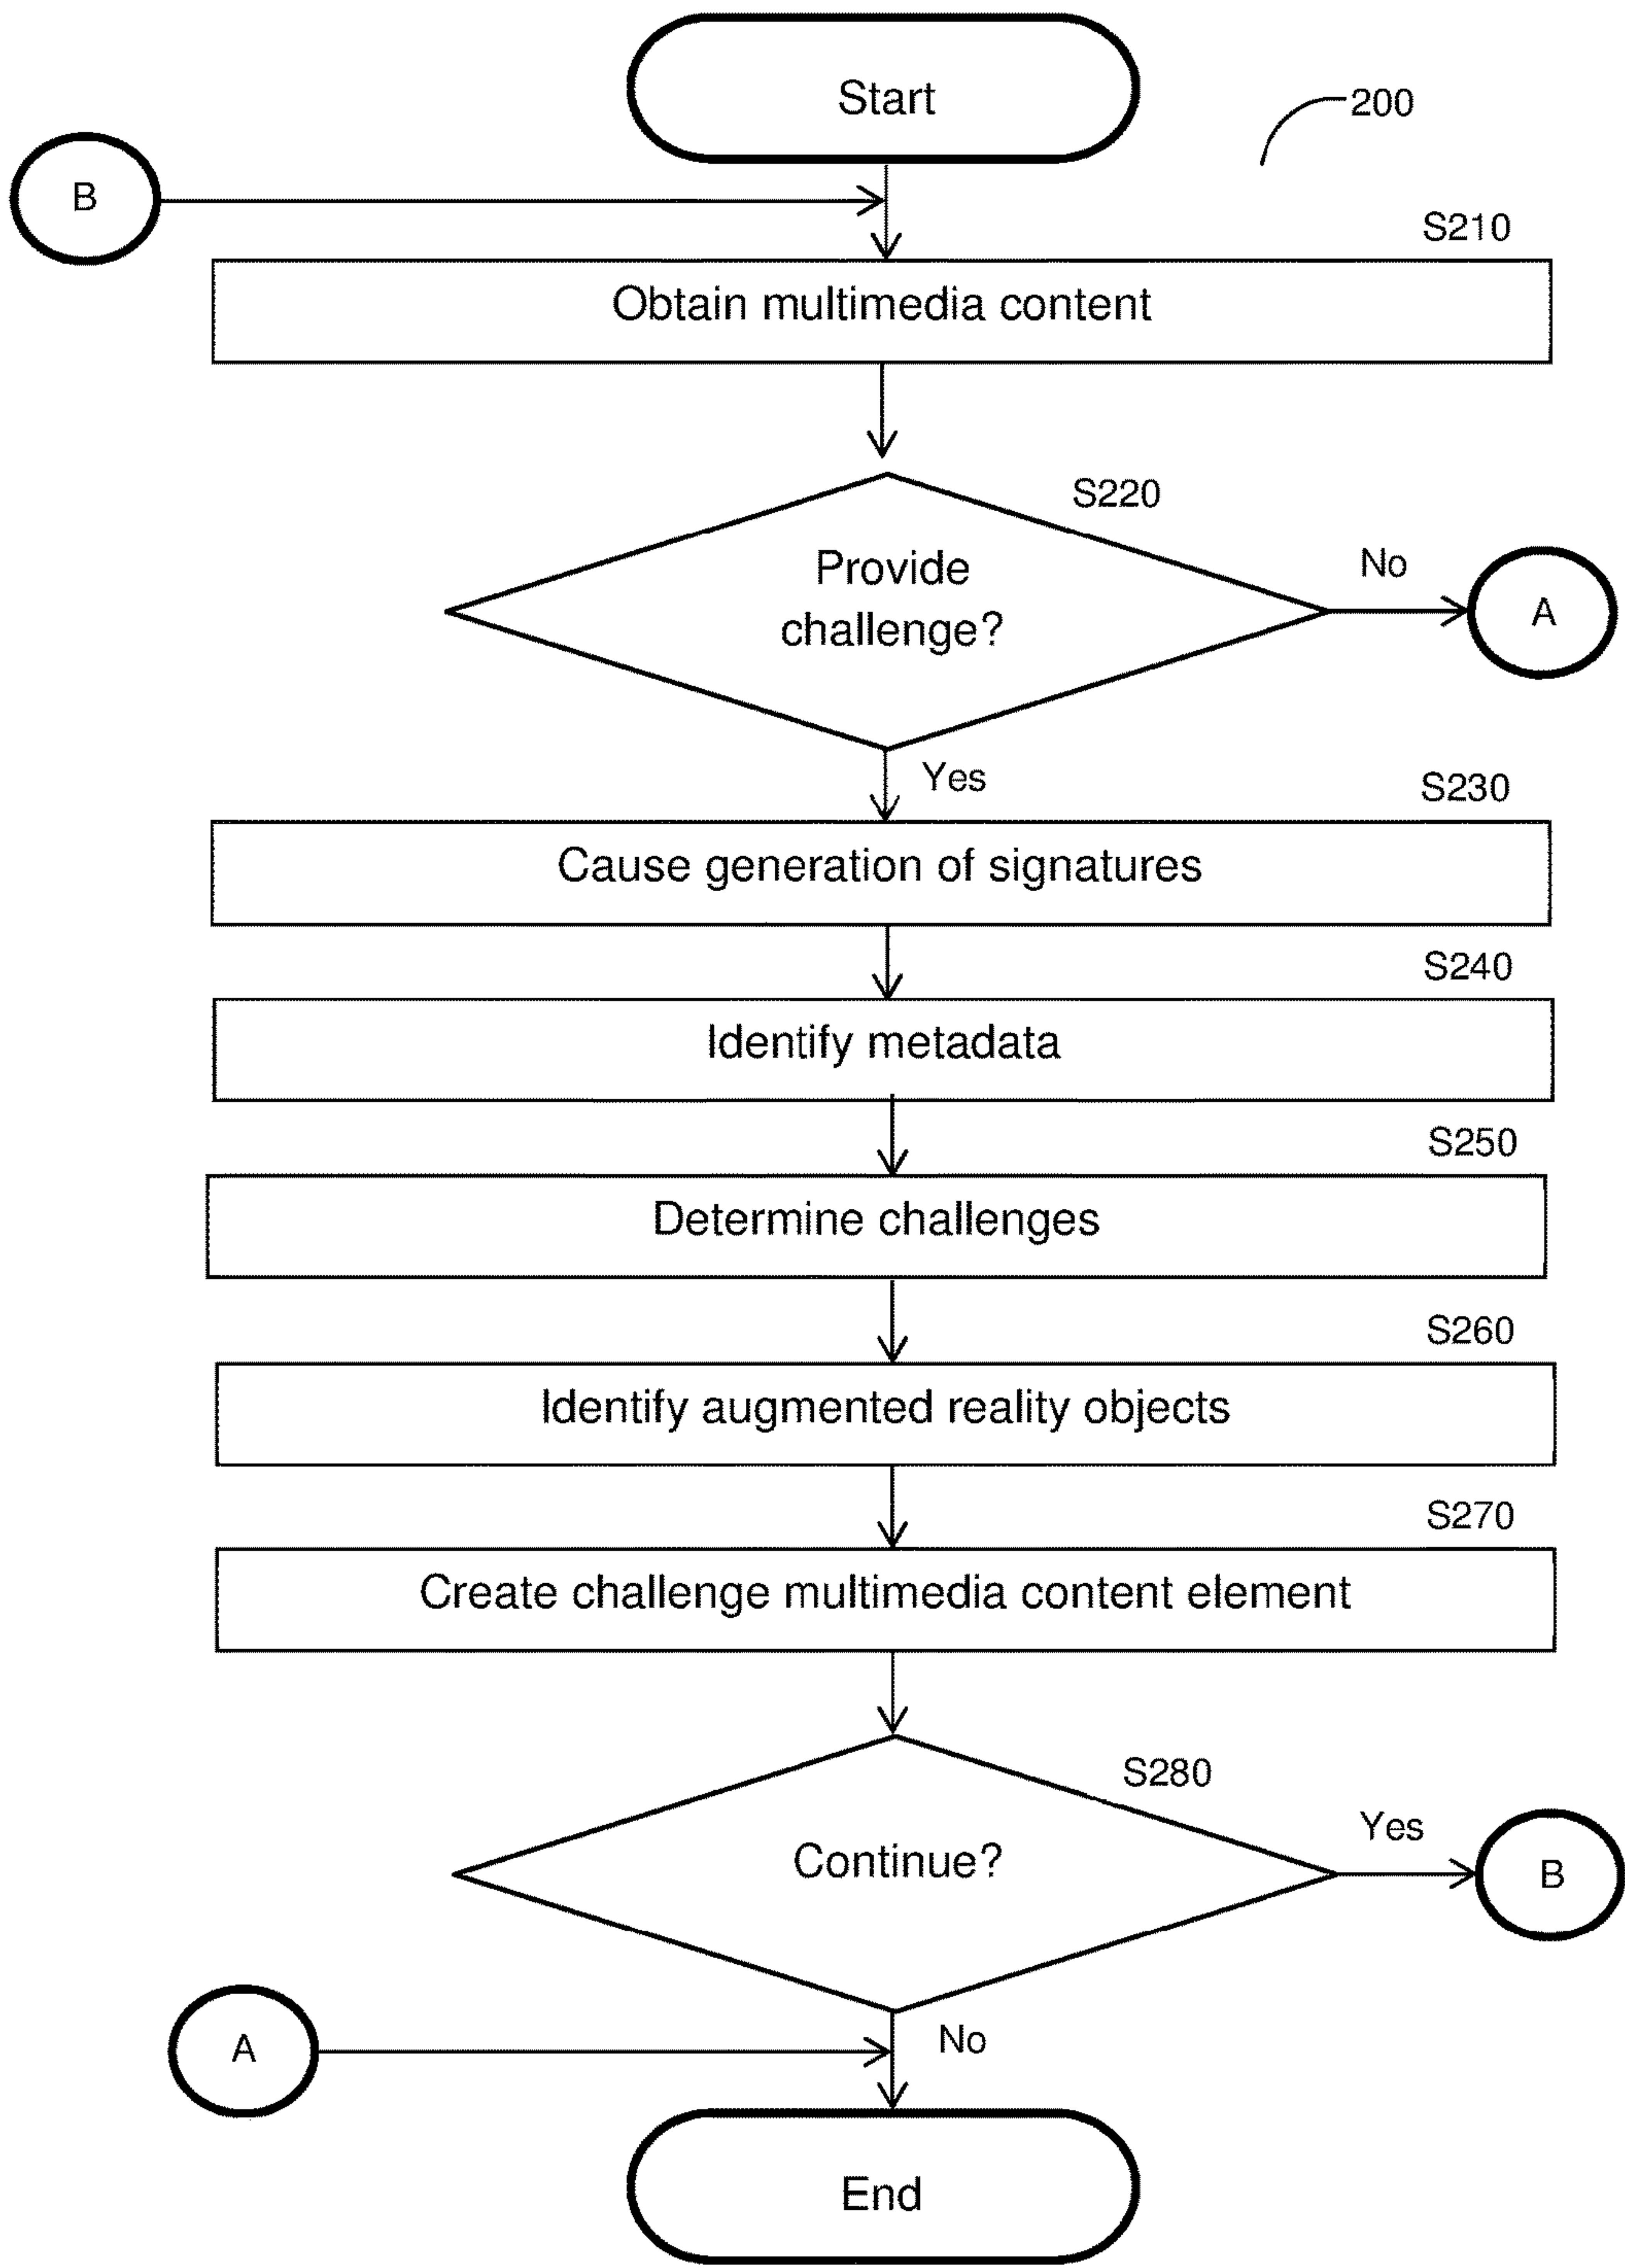 Start
200
B
S210
Obtain multimedia content
S220
Provide
challenge?
No
A
Yes
S230
Cause generation of signatures
S240
Identify metadata
S250
Determine challenges
S260
Identify augmented reality objects
S270
Create challenge multimedia content element
S280
Continue?
Yes
B
No
A
End